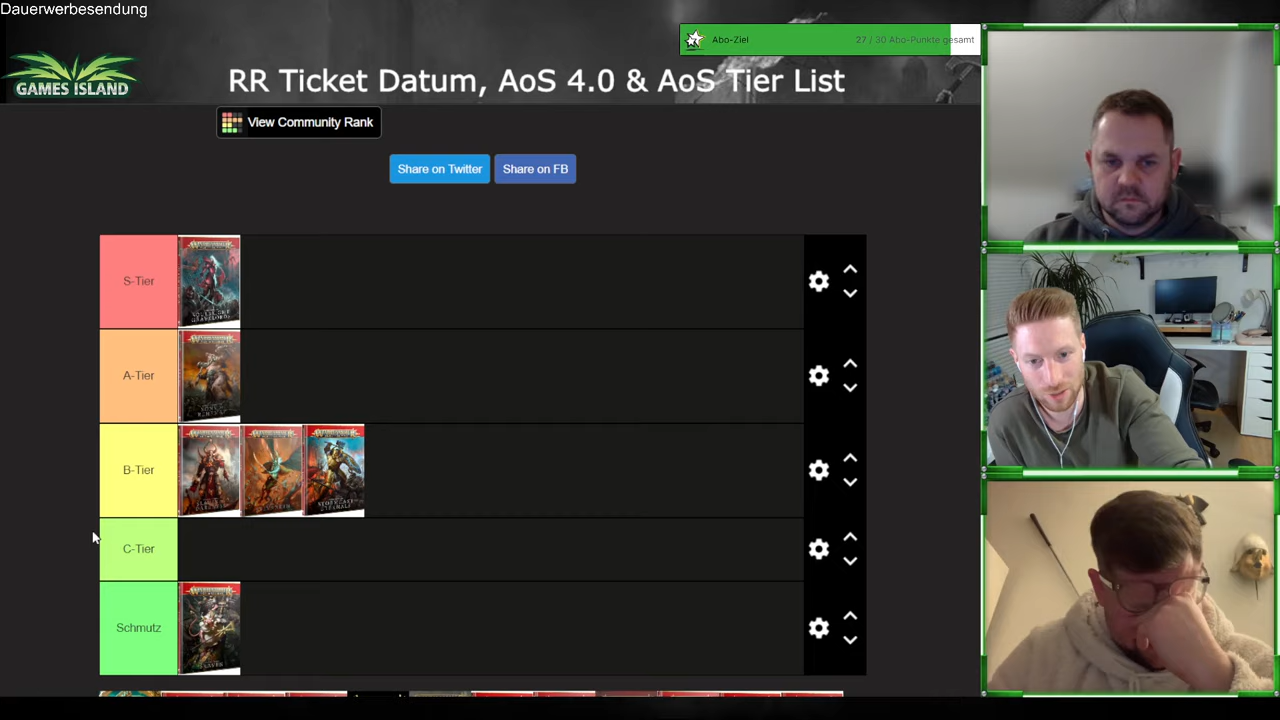 Dauerwerbesendung
Abo-Ziel
27 / 30 Abo-Punkte gesamt
GAMES ISLAND
RR Ticket Datum, AoS 4.0 & AoS Tier List
View Community Rank
Share on Twitter
Share on FB
S-Tier
A-Tier
B-Tier
C-Tier
Schmutz